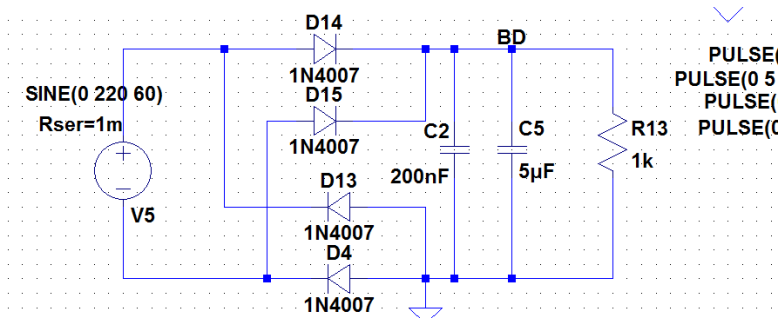 D14
BD
1N4007
SINE(0 220 60)
Rser=1m
D15
1N4007
C2
200nF
C5
5µF
R13
1k
V5
D13
1N4007
D4
1N4007
PULSE(
PULSE(0 5
PULSE(
PULSE(0